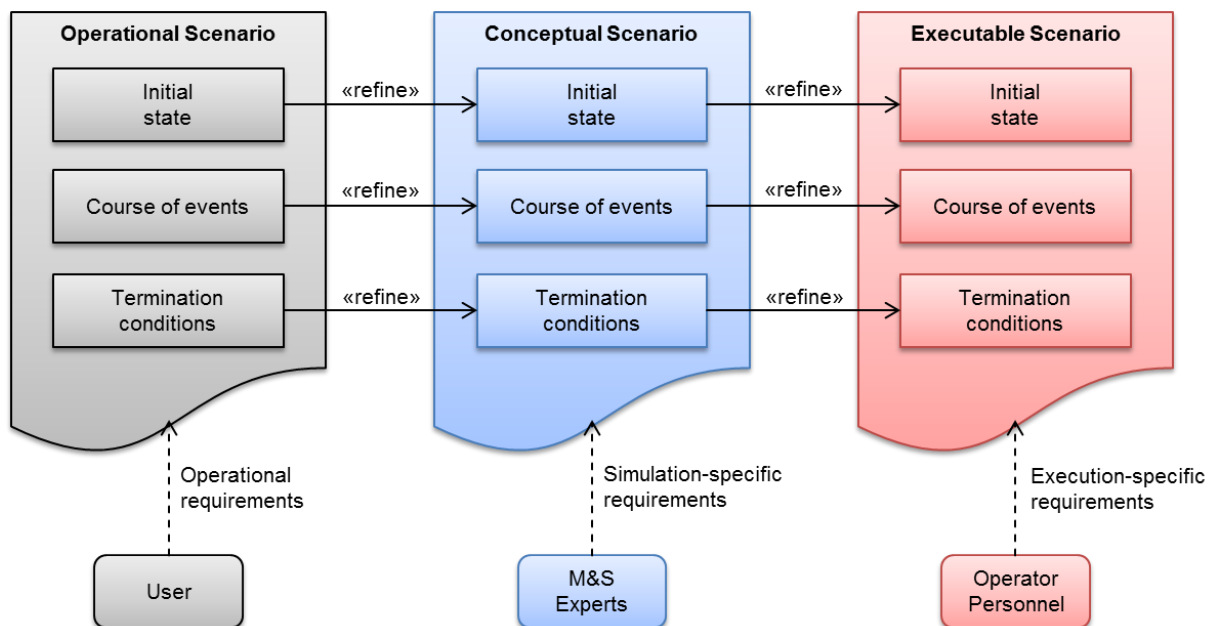 Operational Scenario
Initial
state
Course of events
Termination
conditions
«refine»
«refine»
«refine»
Conceptual Scenario
Initial
state
Course of events
Termination
conditions
«refine»
«refine»
«refine»
Executable Scenario
Initial
state
Course of events
Termination
conditions
Operational
requirements
Simulation-specific
requirements
Execution-specific
requirements
User
M&S
Experts
Operator
Personnel